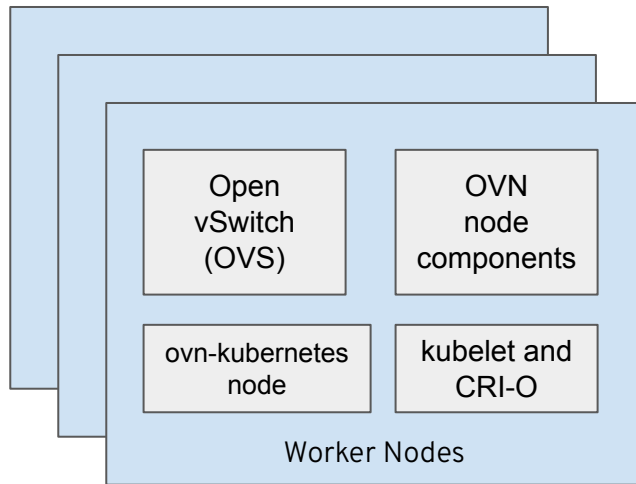 Open
vSwitch
(OVS)
OVN
node
components
ovn-kubernetes
node
kubelet and
CRI-O
Worker Nodes